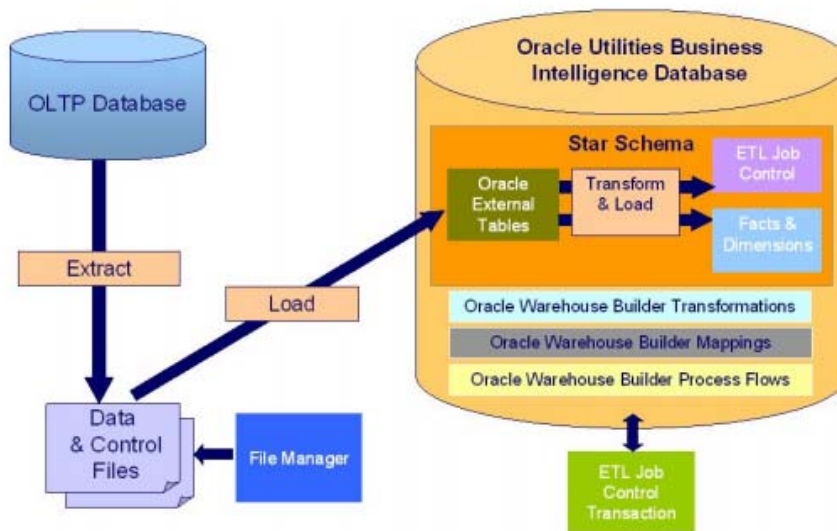 OLTP Database
Extract
Data
& Control
Files
File Manager
Load
Oracle Utilities Business
Intelligence Database
Star Schema
Oracle
External
Tables
Transform
& Load
ETL Job
Control
Facts &
Dimensions
Oracle Warehouse Builder Transformations
Oracle Warehouse Builder Mappings
Oracle Warehouse Builder Process Flows
ETL Job
Control
Transaction